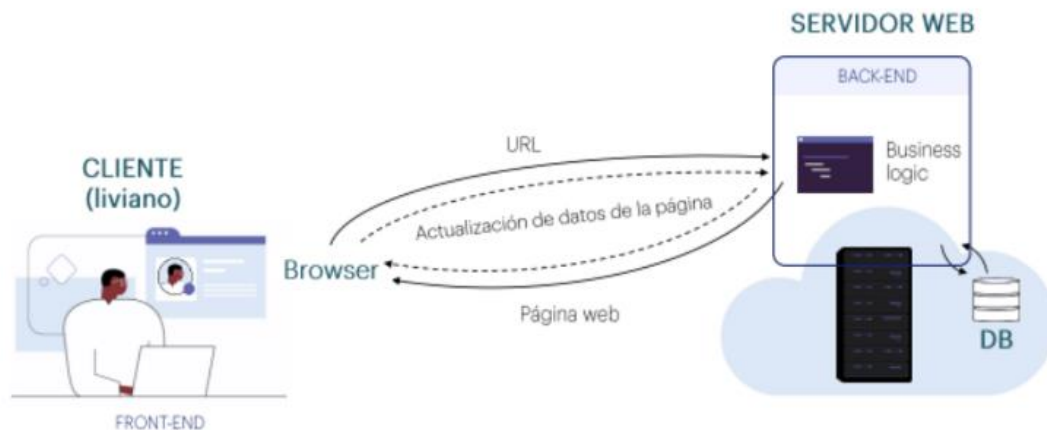 SERVIDOR WEB
BACK-END
Business
logic
URL
CLIENTE
(liviano)
Actualización de datos de la página
Browser
Página web
DB
FRONT-END